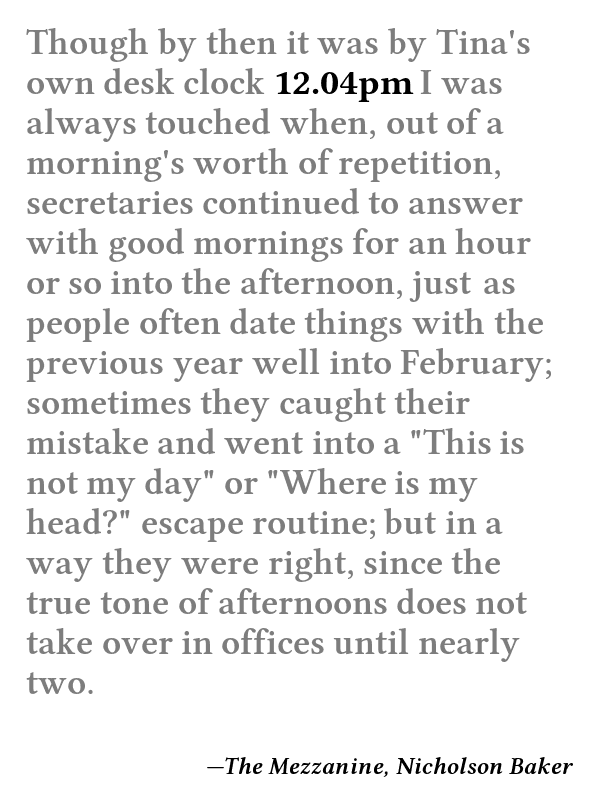 Though by then it was by Tina's
own desk clock 12.04pm I was
always touched when, out of a
morning's worth of repetition,
secretaries continued to answer
with good mornings for an hour
or so into the afternoon, just as
people often date things with the
previous year well into February;
sometimes they caught their
mistake and went into a "This is
not my day" or "Where is my
head?" escape routine; but in a
way they were right, since the
true tone of afternoons does not
take over in offices until nearly
two.
—The Mezzanine, Nicholson Baker